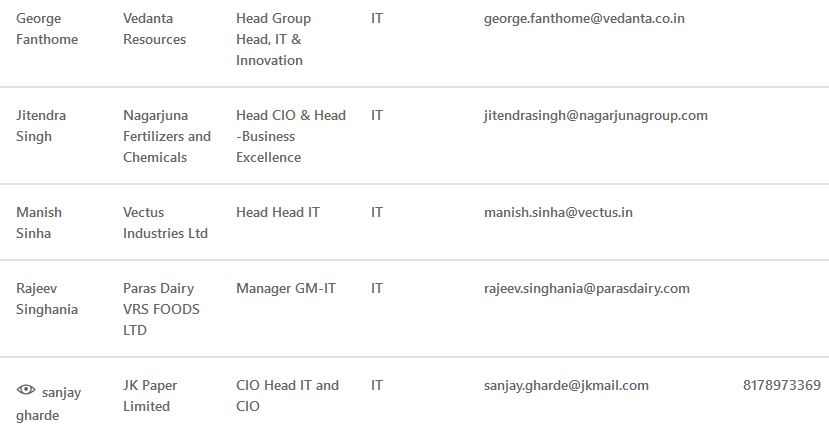 George Fanthome Vedanta Resources Head Group Head, IT & Innovation IT george.fanthome@vedanta.co.in
Jitendra Singh Nagarjuna Fertilizers and Chemicals Head CIO & Head -Business Excellence IT jitendrasingh@nagarjunagroup.com
Manish Sinha Vectus Industries Ltd Head Head IT IT manish.sinha@vectus.in
Rajeev Singhania Paras Dairy VRS FOODS LTD Manager GM-IT IT rajeev.singhania@parasdairy.com
sanjay gharde JK Paper Limited CIO Head IT and CIO IT sanjay.gharde@jkmail.com 8178973369